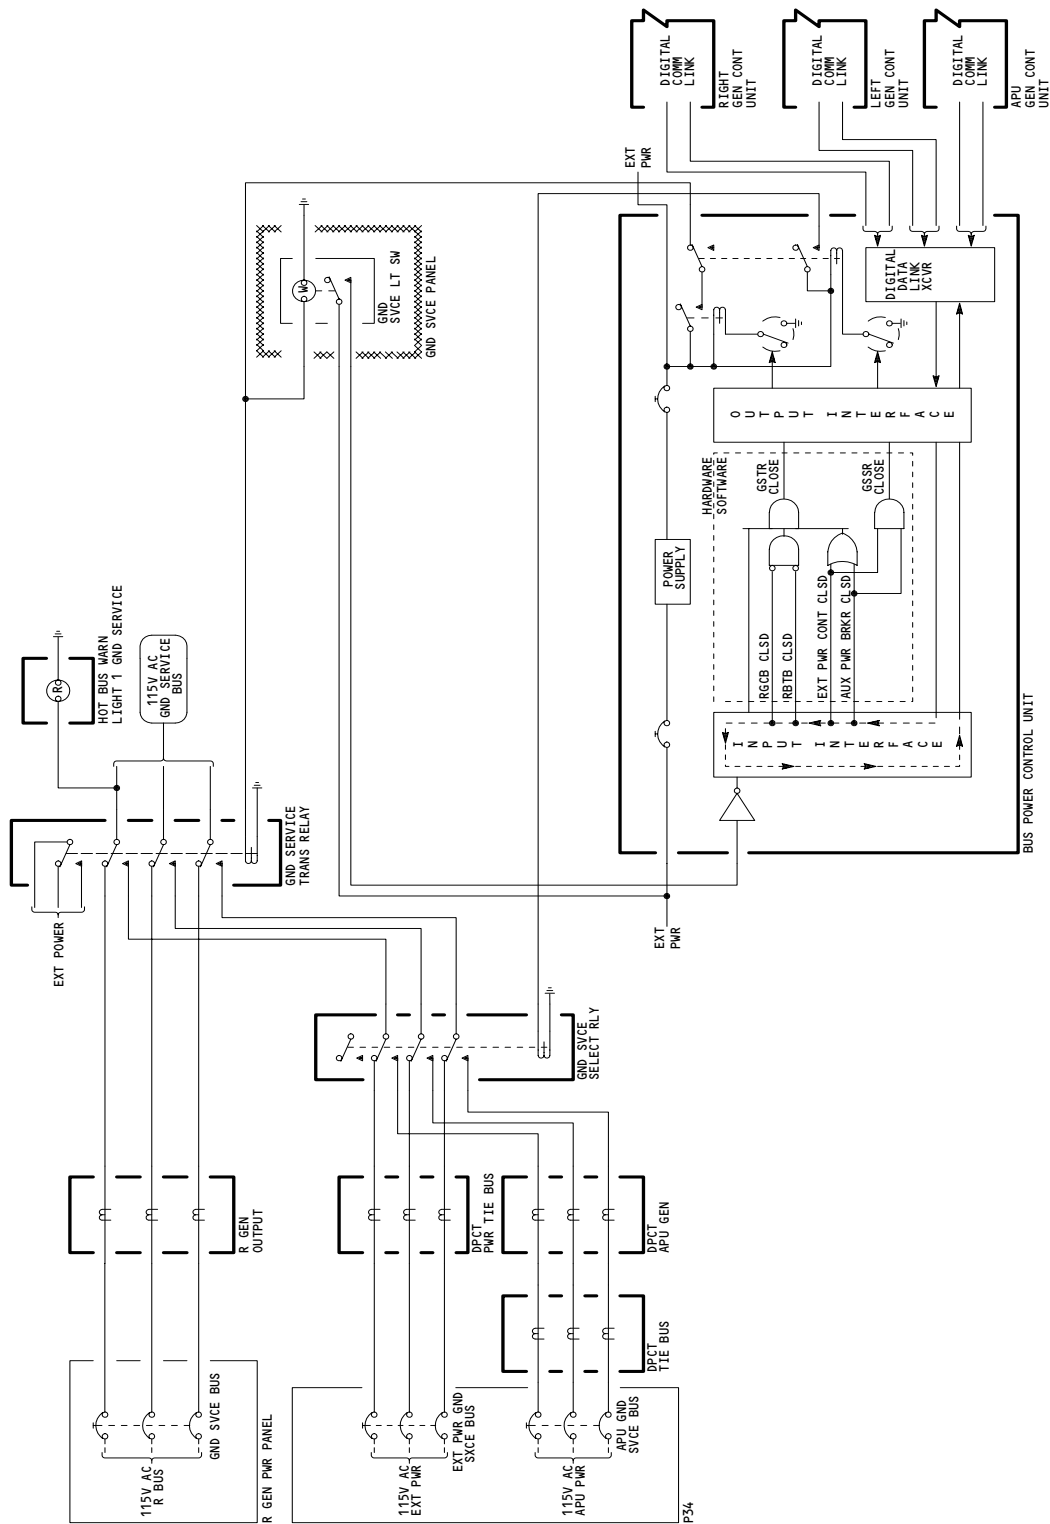 115V AC
R BUS
GND SVCE BUS
R GEN PWR PANEL
115V AC
EXT PWR
EXT PWR GND
SXCE BUS
115V AC
APU PWR
APU GND
SVCE BUS
P34
R GEN
OUTPUT
DPCT
PWR TIE BUS
DPCT
TIE BUS
DPCT
APU GEN
EXT POWER
GND SERVICE
TRANS RELAY
GND SVCE
SELECT RLY
R
HOT BUS WARN
LIGHT 1 GND SERVICE
115V AC
GND SERVICE
BUS
W
GND
SVCE LT SW
GND SVCE PANEL
EXT
PWR
EXT
PWR
POWER
SUPPLY
INPUT INTERFACE
HARDWARE
SOFTWARE
RGCB CLSD
RBTB CLSD
EXT PWR CONT CLSD
AUX PWR BRKR CLSD
GSTR
CLOSE
GSSR
CLOSE
OUTPUT INTERFACE
DIGITAL
DATA
LINK
XCVR
BUS POWER CONTROL UNIT
DIGITAL
COMM
LINK
RIGHT
GEN CONT
UNIT
DIGITAL
COMM
LINK
LEFT
GEN CONT
UNIT
DIGITAL
COMM
LINK
APU
GEN CONT
UNIT